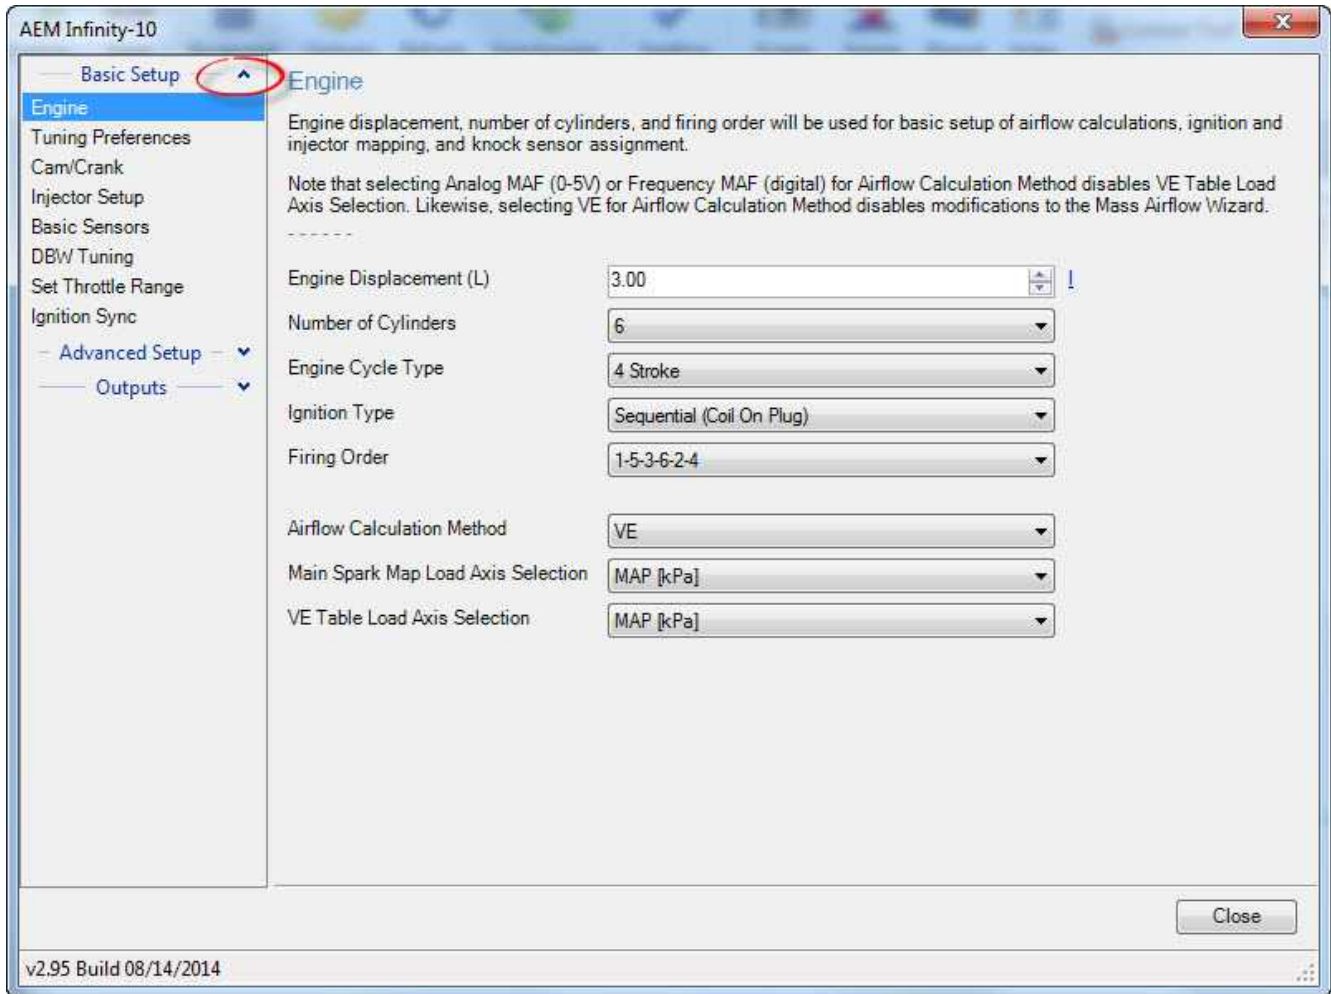 AEM Infinity-10
Basic Setup
Engine
Tuning Preferences
Cam/Crank
Injector Setup
Basic Sensors
DBW Tuning
Set Throttle Range
Ignition Sync
Advanced Setup
Outputs
Engine
Engine displacement, number of cylinders, and firing order will be used for basic setup of airflow calculations, ignition and
injector mapping, and knock sensor assignment.
Note that selecting Analog MAF (0-5V) or Frequency MAF (digital) for Airflow Calculation Method disables VE Table Load
Axis Selection. Likewise, selecting VE for Airflow Calculation Method disables modifications to the Mass Airflow Wizard.
- - - - - -
Engine Displacement (L) 3.00 l
Number of Cylinders 6
Engine Cycle Type 4 Stroke
Ignition Type Sequential (Coil On Plug)
Firing Order 1-5-3-6-2-4
Airflow Calculation Method VE
Main Spark Map Load Axis Selection MAP [kPa]
VE Table Load Axis Selection MAP [kPa]
Close
v2.95 Build 08/14/2014